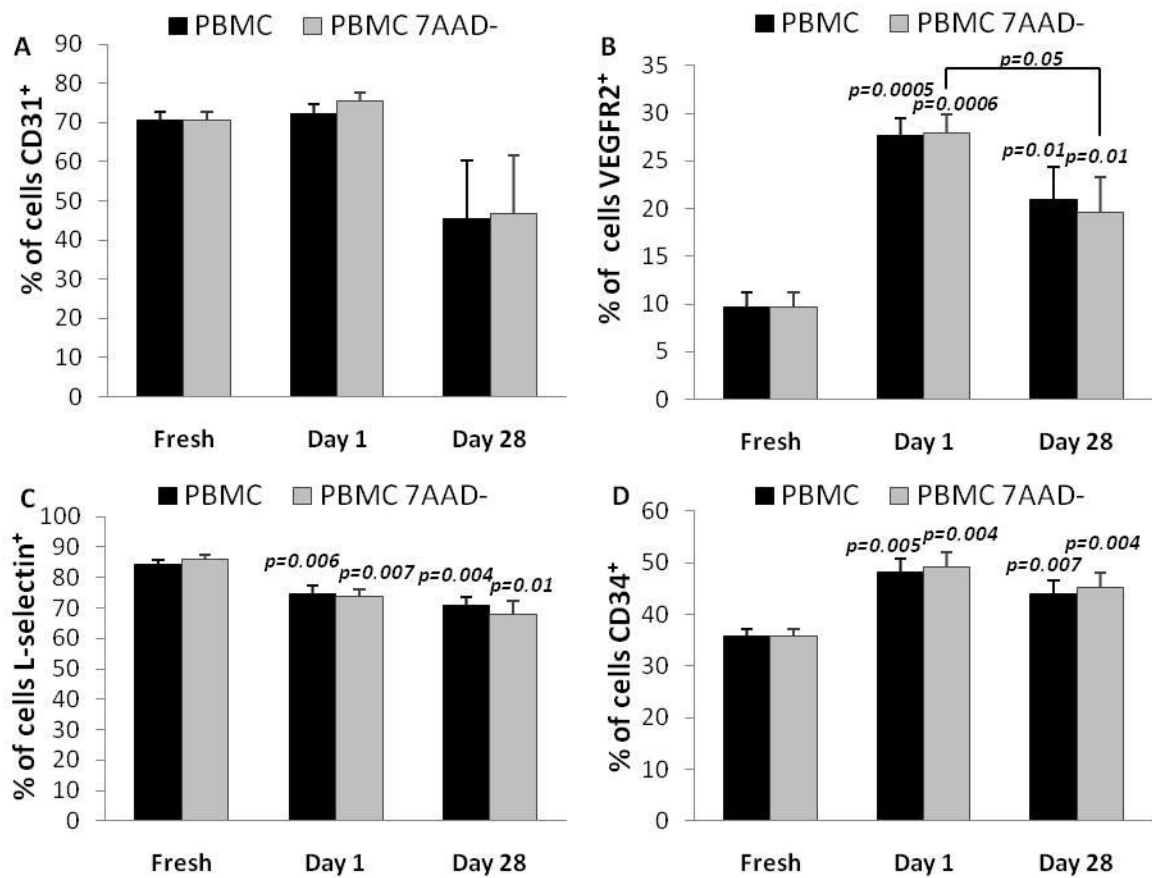 A
PBMC PBMC 7AAD-
% of cells CD31+
90
80
70
60
50
40
30
20
10
0
Fresh Day 1 Day 28
B
PBMC PBMC 7AAD-
% of cells VEGFR2+
35
30
25
20
15
10
5
0
p=0.05
p=0.0005
p=0.0006
p=0.01
p=0.01
Fresh Day 1 Day 28
C
PBMC PBMC 7AAD-
% of cells L-selectin+
100
90
80
70
60
50
40
30
20
10
0
p=0.006
p=0.007
p=0.004
p=0.01
Fresh Day 1 Day 28
D
PBMC PBMC 7AAD-
% of cells CD34+
60
50
40
30
20
10
0
p=0.005
p=0.004
p=0.007
p=0.004
Fresh Day 1 Day 28